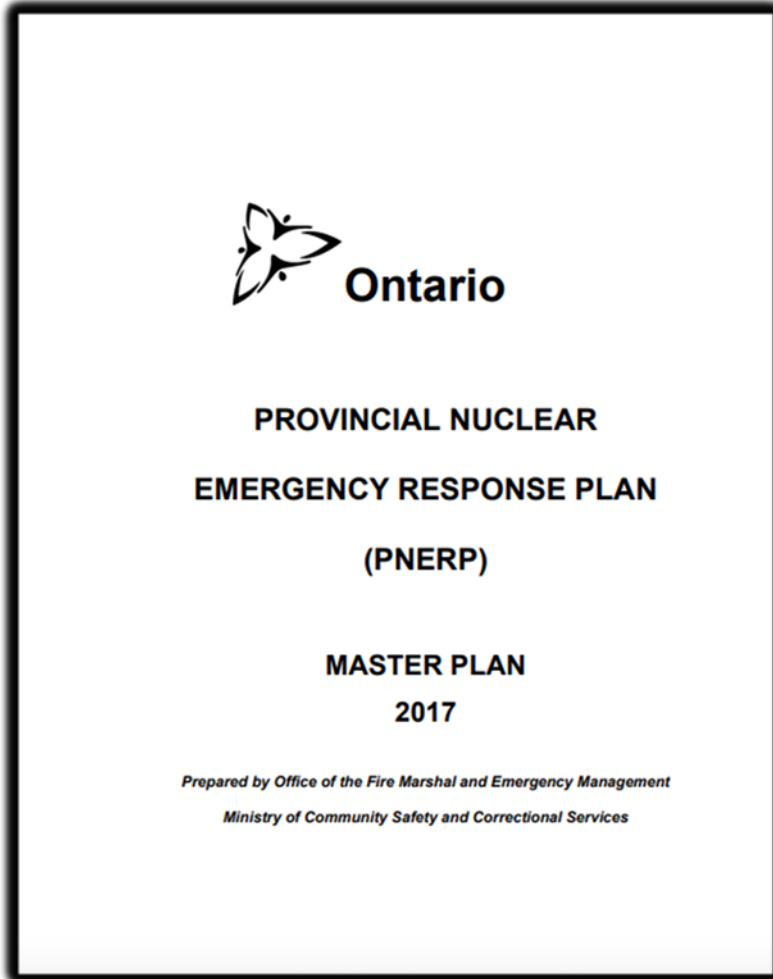 Ontario
PROVINCIAL NUCLEAR
EMERGENCY RESPONSE PLAN
(PNERP)
MASTER PLAN
2017
Prepared by Office of the Fire Marshal and Emergency Management
Ministry of Community Safety and Correctional Services